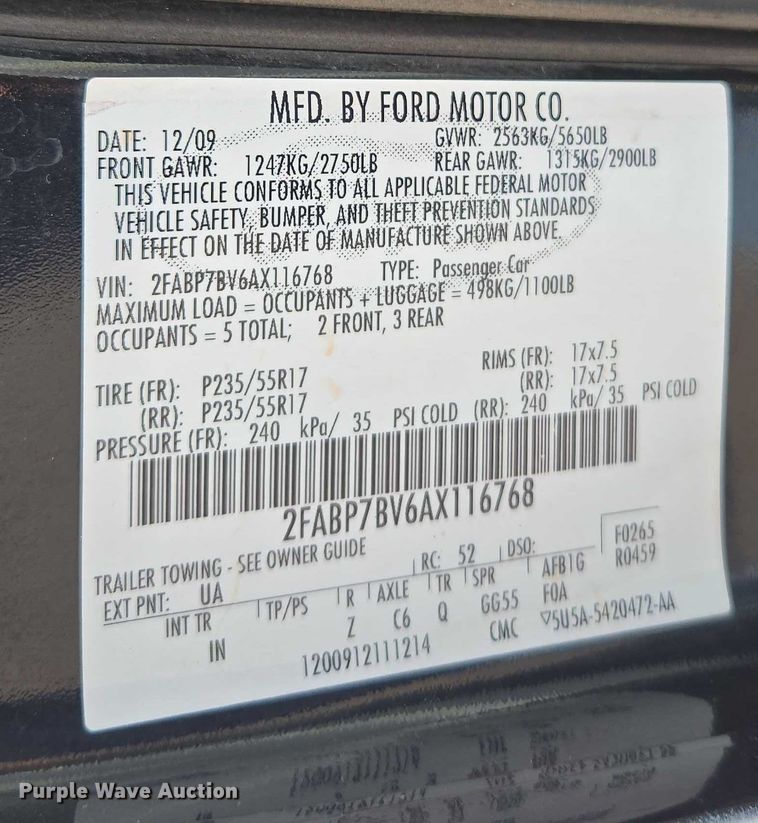 MFD. BY FORD MOTOR CO.
DATE: 12/09 GVWR: 2563KG/5650LB
FRONT GAWR: 1247KG/2750LB REAR GAWR: 1315KG/2900LB
THIS VEHICLE CONFORMS TO ALL APPLICABLE FEDERAL MOTOR
VEHICLE SAFETY, BUMPER, AND THEFT PREVENTION STANDARDS
IN EFFECT ON THE DATE OF MANUFACTURE SHOWN ABOVE.
VIN: 2FABP7BV6AX116768 TYPE: Passenger Car
MAXIMUM LOAD = OCCUPANTS + LUGGAGE = 498KG/1100LB
OCCUPANTS = 5 TOTAL; 2 FRONT, 3 REAR
TIRE (FR): P235/55R17 RIMS (FR): 17x7.5
(RR): P235/55R17 (RR): 17x7.5
PRESSURE (FR): 240 kPa/ 35 PSI COLD (RR): 240 kPa/ 35 PSI COLD
2FABP7BV6AX116768
TRAILER TOWING - SEE OWNER GUIDE RC: 52 DSO: F0265
EXT PNT: UA R0459
INT TR TP/PS R AXLE TR SPR AFB1G
IN Z C6 Q GG55 FOA
1200912111214 CMC ▽5U5A-5420472-AA
Purple Wave Auction